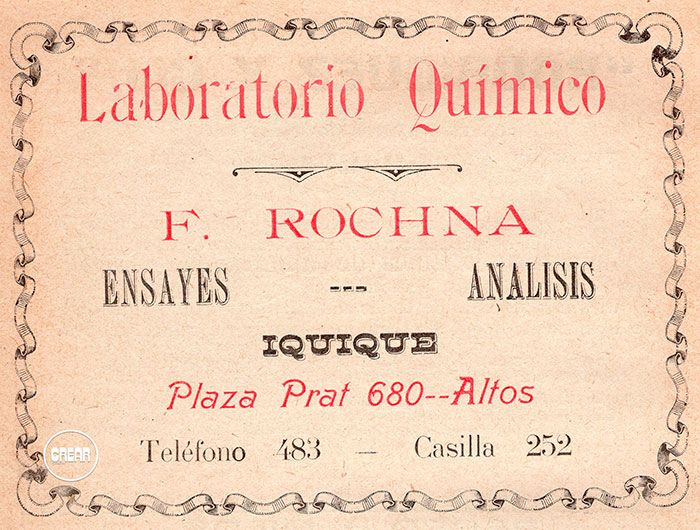 Laboratorio Químico
F. ROCHNA
ENSAYES --- ANALISIS
IQUIQUE
Plaza Prat 680--Altos
Teléfono 483 — Casilla 252
CREAR